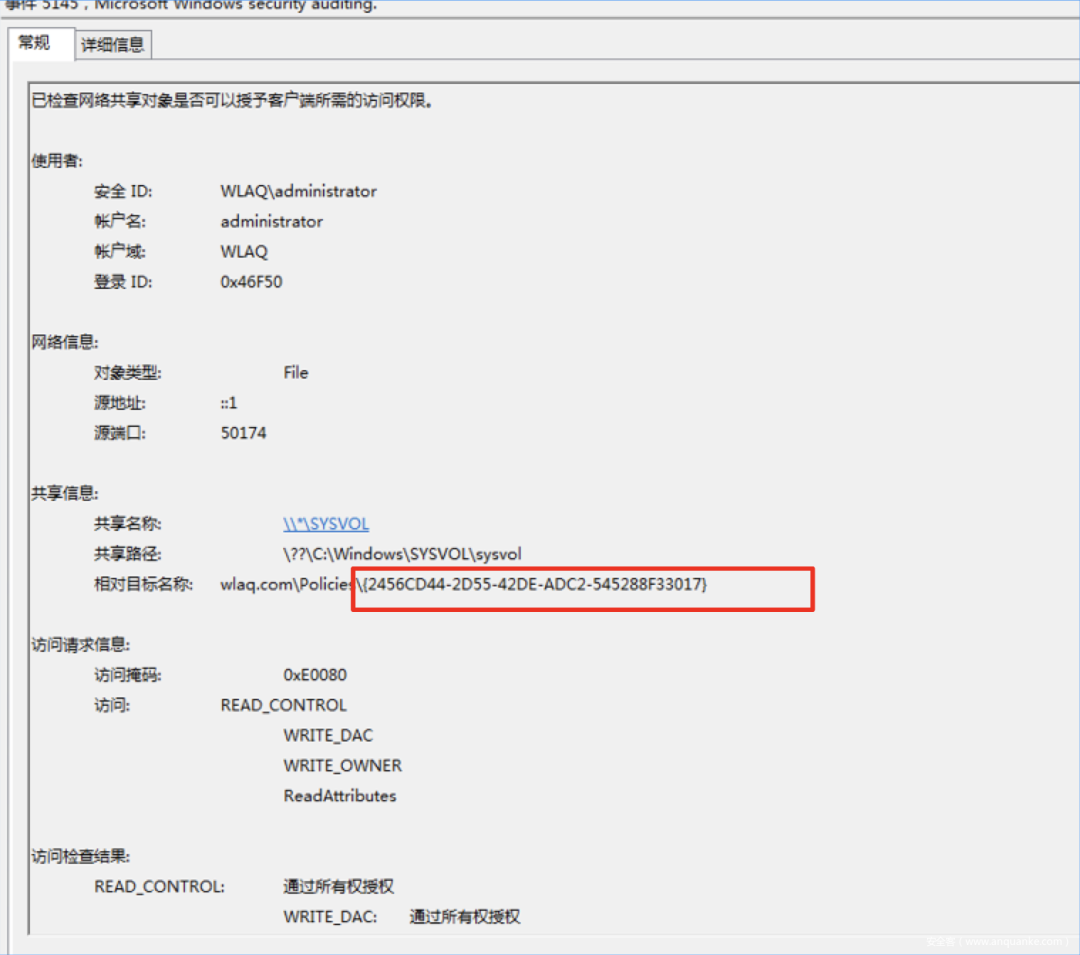 事件 5145，Microsoft Windows security auditing.
常规 详细信息
已检查网络共享对象是否可以授予客户端所需的访问权限。
使用者:
安全 ID: WLAQ\administrator
帐户名: administrator
帐户域: WLAQ
登录 ID: 0x46F50
网络信息:
对象类型: File
源地址: ::1
源端口: 50174
共享信息:
共享名称: \\*\SYSVOL
共享路径: \??\C:\Windows\SYSVOL\sysvol
相对目标名称: wlaq.com\Policies\{2456CD44-2D55-42DE-ADC2-545288F33017}
访问请求信息:
访问掩码: 0xE0080
访问: READ_CONTROL
WRITE_DAC
WRITE_OWNER
ReadAttributes
访问检查结果:
READ_CONTROL: 通过所有权授权
WRITE_DAC: 通过所有权授权
安全客（www.anquanke.com）